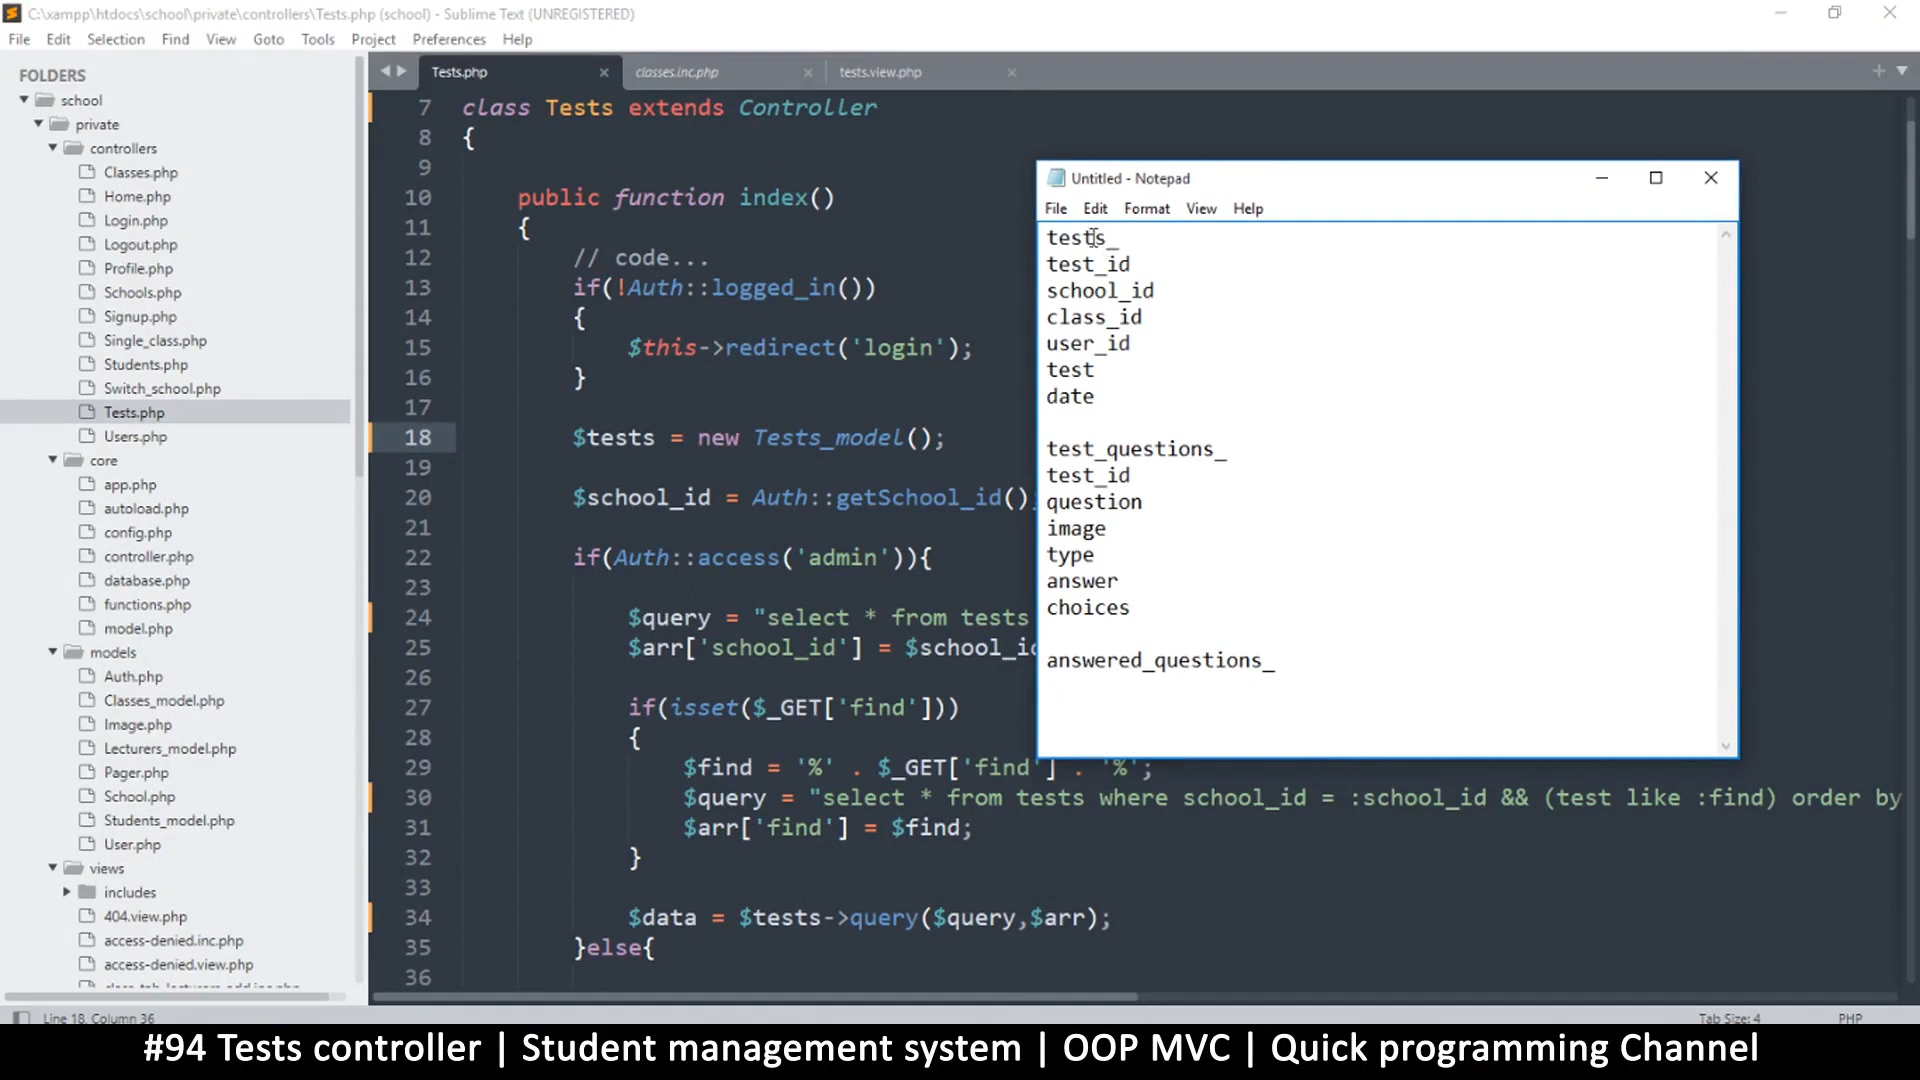 C:\xampp\htdocs\school\private\controllers\Tests.php (school) - Sublime Text (UNREGISTERED)
File Edit Selection Find View Goto Tools Project Preferences Help
FOLDERS
school
private
controllers
Classes.php
Home.php
Login.php
Logout.php
Profile.php
Schools.php
Signup.php
Single_class.php
Students.php
Switch_school.php
Tests.php
Users.php
core
app.php
autoload.php
config.php
controller.php
database.php
functions.php
model.php
models
Auth.php
Classes_model.php
Image.php
Lecturers_model.php
Pager.php
School.php
Students_model.php
User.php
views
includes
404.view.php
access-denied.inc.php
access-denied.view.php
Tests.php classes.inc.php tests.view.php
7 class Tests extends Controller
8 {
9
10 public function index()
11 {
12 // code...
13 if(!Auth::logged_in())
14 {
15 $this->redirect('login');
16 }
17
18 $tests = new Tests_model();
19
20 $school_id = Auth::getSchool_id()
21
22 if(Auth::access('admin')){
23
24 $query = "select * from tests
25 $arr['school_id'] = $school_id
26
27 if(isset($_GET['find']))
28 {
29 $find = '%' . $_GET['find'] . '%';
30 $query = "select * from tests where school_id = :school_id && (test like :find) order by
31 $arr['find'] = $find;
32 }
33
34 $data = $tests->query($query,$arr);
35 }else{
36
Untitled - Notepad
File Edit Format View Help
tests_
test_id
school_id
class_id
user_id
test
date
test_questions_
test_id
question
image
type
answer
choices
answered_questions_
Line 18, Column 36
Tab Size: 4 PHP
#94 Tests controller | Student management system | OOP MVC | Quick programming Channel